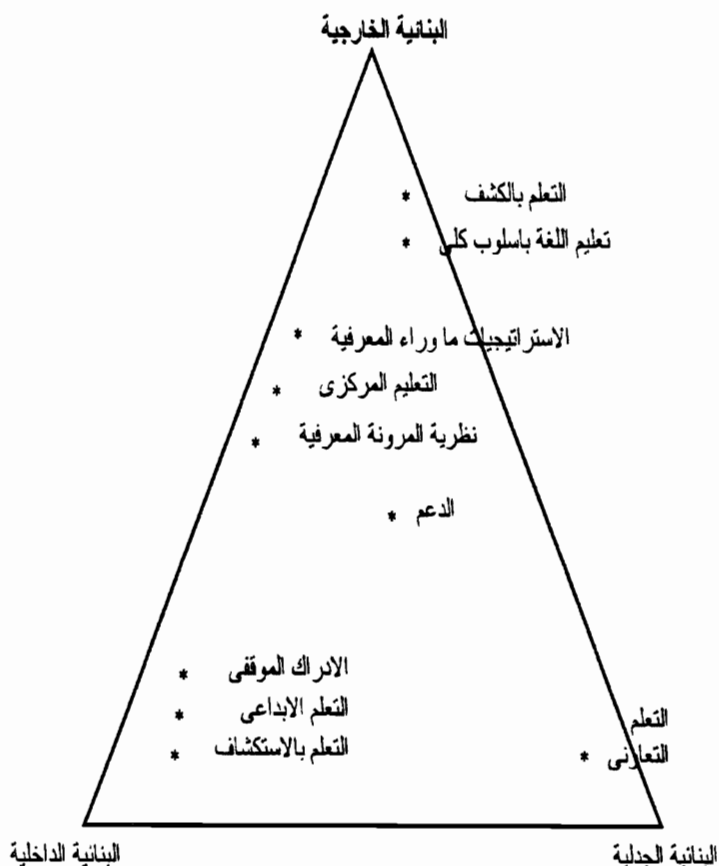 البنائية الخارجية
التعلم بالكشف *
تعليم اللغة باسلوب كلى *
الاستراتيجيات ما وراء المعرفية *
التعليم المركزى *
نظرية المرونة المعرفية *
الدعم *
الادراك الموقفى *
التعلم الابداعى *
التعلم بالاستكشاف *
التعلم
التعاونى *
البنائية الجدلية
البنائية الداخلية